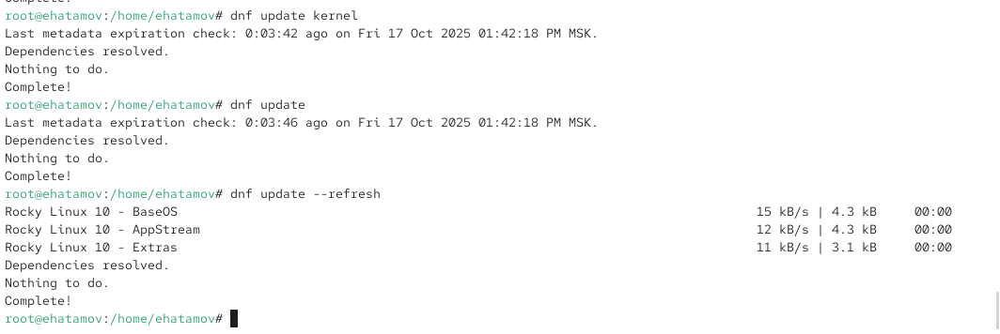 Complete!
root@ehatamov:/home/ehatamov# dnf update kernel
Last metadata expiration check: 0:03:42 ago on Fri 17 Oct 2025 01:42:18 PM MSK.
Dependencies resolved.
Nothing to do.
Complete!
root@ehatamov:/home/ehatamov# dnf update
Last metadata expiration check: 0:03:46 ago on Fri 17 Oct 2025 01:42:18 PM MSK.
Dependencies resolved.
Nothing to do.
Complete!
root@ehatamov:/home/ehatamov# dnf update --refresh
Rocky Linux 10 - BaseOS 15 kB/s | 4.3 kB 00:00
Rocky Linux 10 - AppStream 12 kB/s | 4.3 kB 00:00
Rocky Linux 10 - Extras 11 kB/s | 3.1 kB 00:00
Dependencies resolved.
Nothing to do.
Complete!
root@ehatamov:/home/ehatamov#